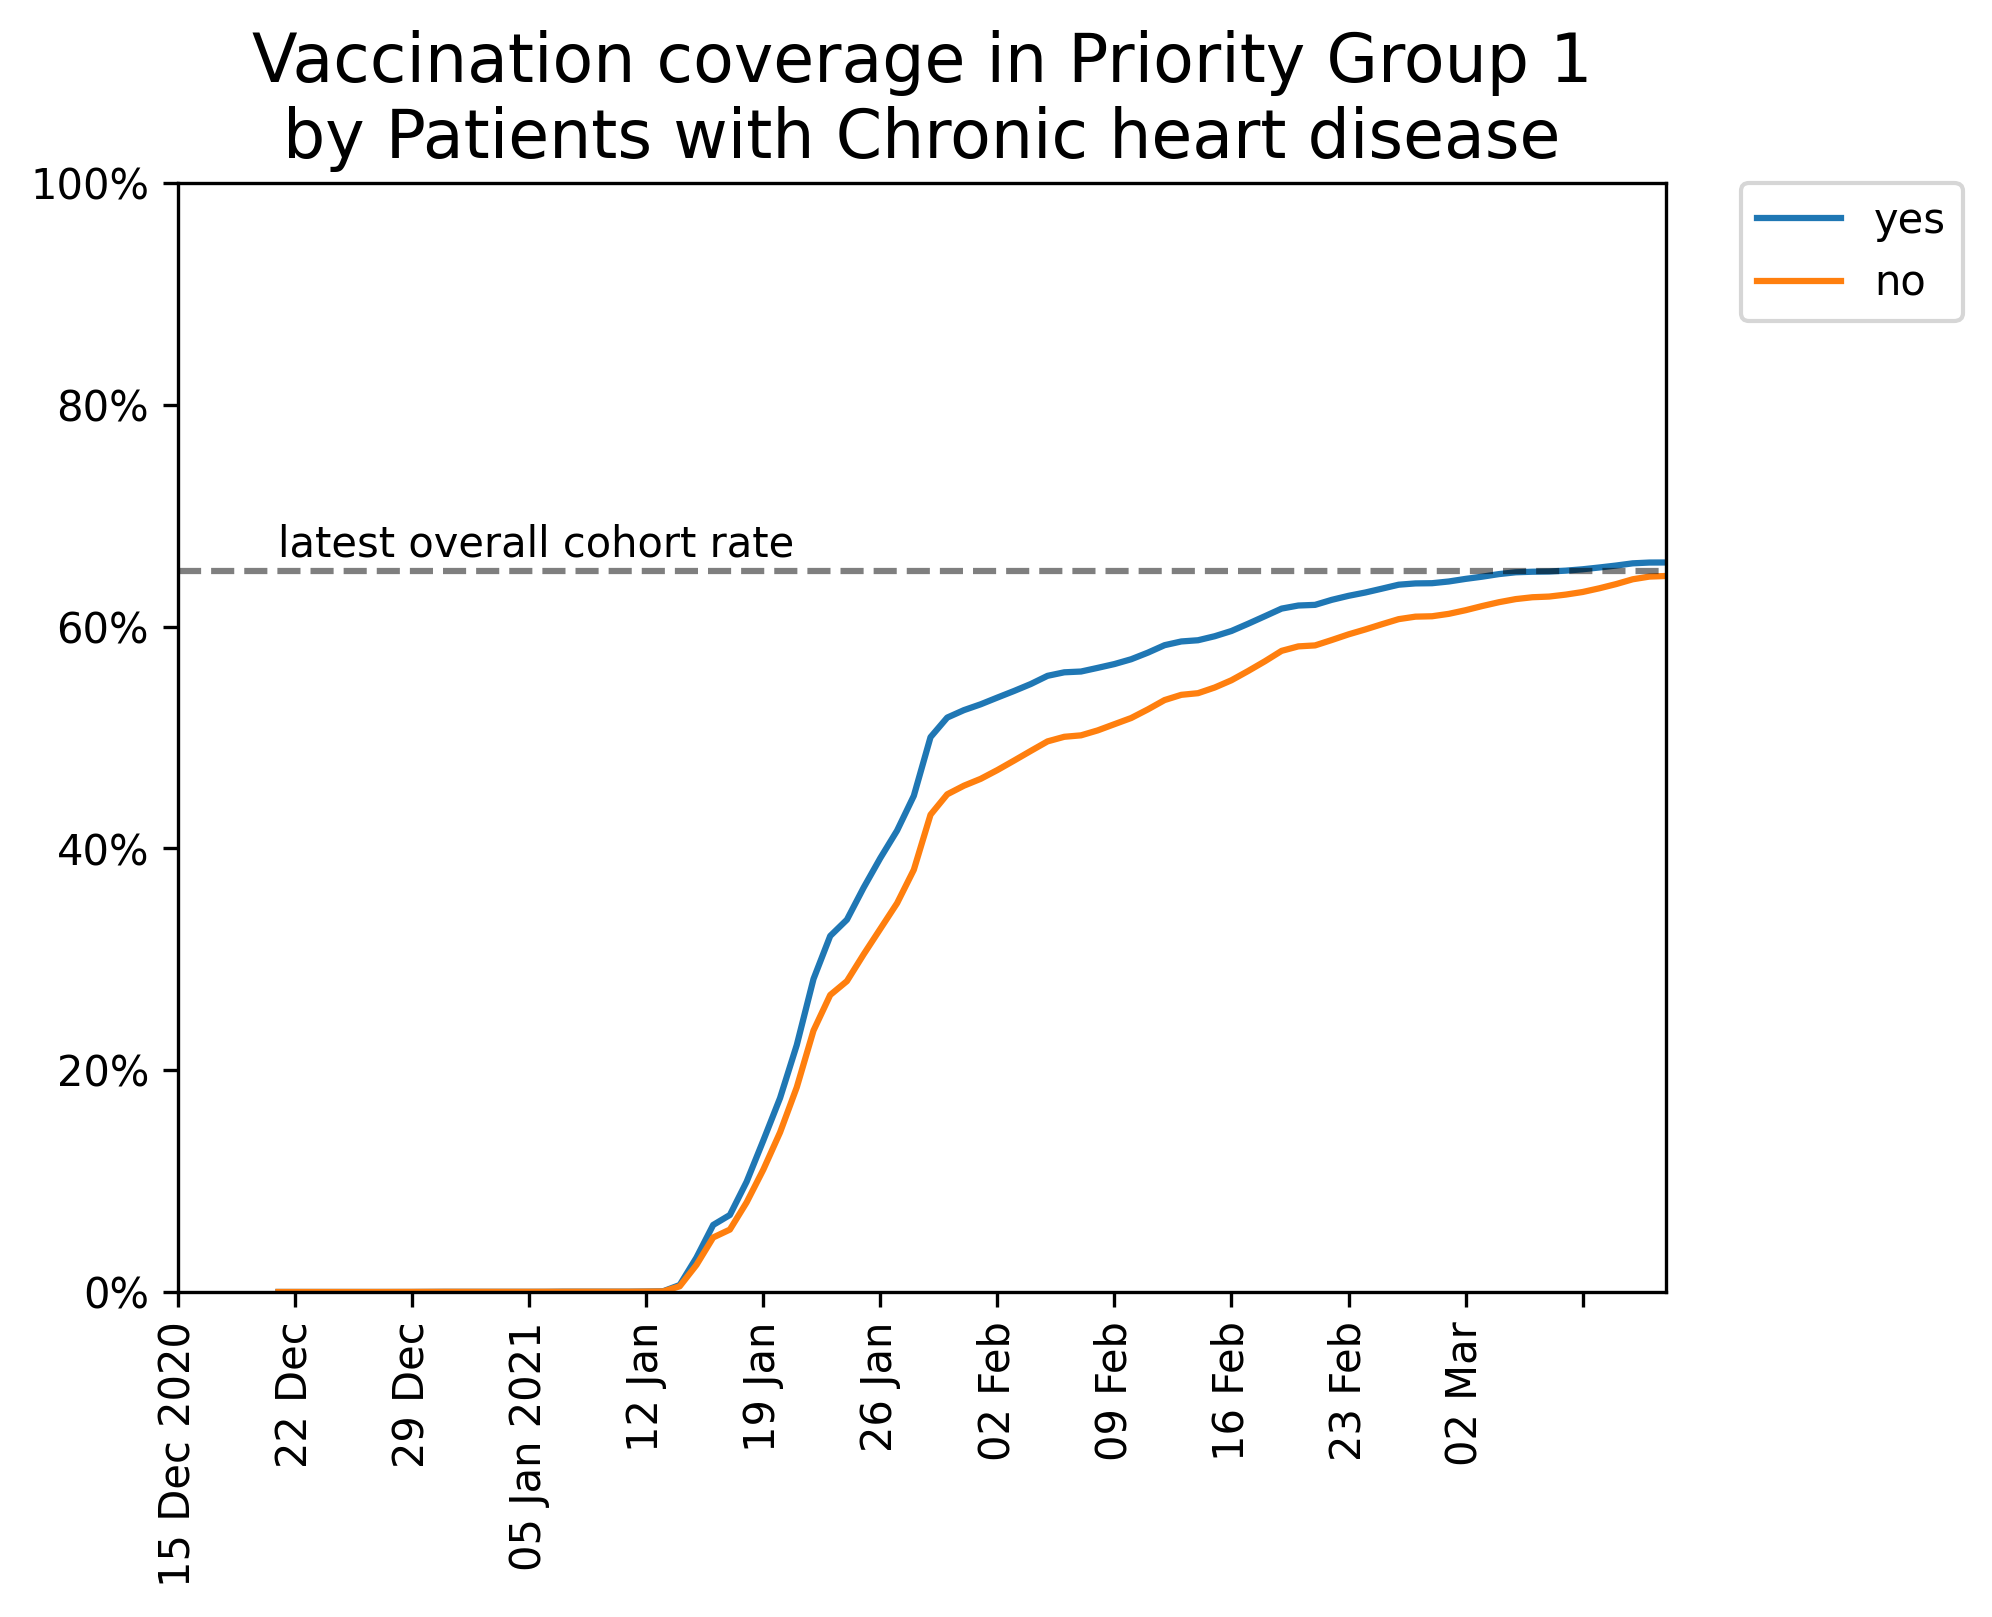 Vaccination coverage in Priority Group 1
by Patients with Chronic heart disease
100%
80%
60%
40%
20%
0%
latest overall cohort rate
yes
no
15 Dec 2020
22 Dec
29 Dec
05 Jan 2021
12 Jan
19 Jan
26 Jan
02 Feb
09 Feb
16 Feb
23 Feb
02 Mar